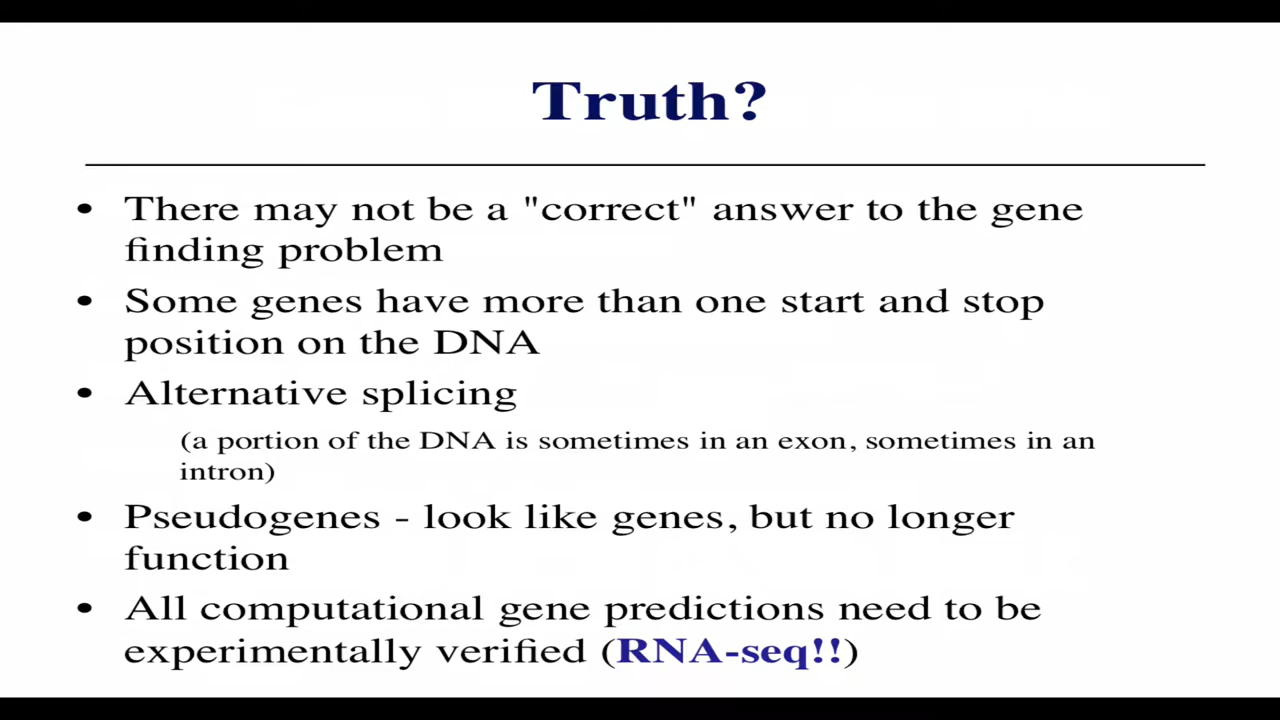 Truth?
• There may not be a "correct" answer to the gene
finding problem
• Some genes have more than one start and stop
position on the DNA
• Alternative splicing
(a portion of the DNA is sometimes in an exon, sometimes in an
intron)
• Pseudogenes - look like genes, but no longer
function
• All computational gene predictions need to be
experimentally verified (RNA-seq!!)